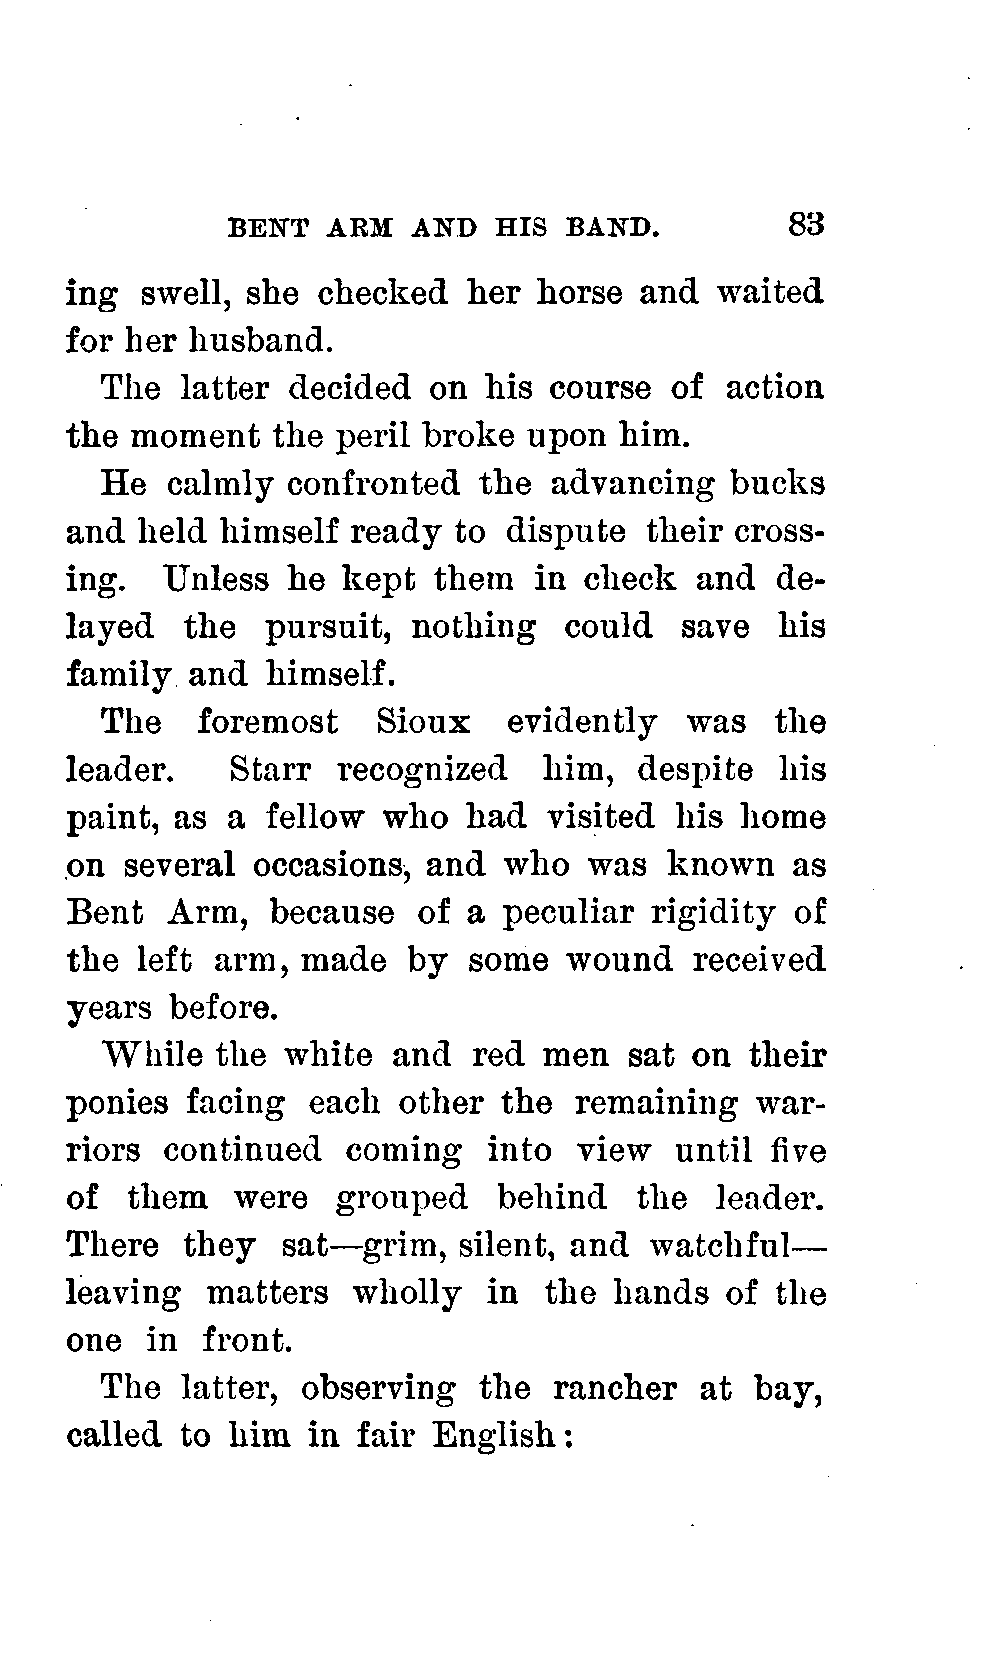 BENT ARM AND HIS BAND. 83
ing swell, she checked her horse and waited
for her husband.
The latter decided on his course of action
the moment the peril broke upon him.
He calmly confronted the advancing bucks
and held himself ready to dispute their cross-
ing. Unless he kept them in check and de-
layed the pursuit, nothing could save his
family and himself.
The foremost Sioux evidently was the
leader. Starr recognized him, despite his
paint, as a fellow who had visited his home
on several occasions, and who was known as
Bent Arm, because of a peculiar rigidity of
the left arm, made by some wound received
years before.
While the white and red men sat on their
ponies facing each other the remaining war-
riors continued coming into view until five
of them were grouped behind the leader.
There they sat—grim, silent, and watchful—
leaving matters wholly in the hands of the
one in front.
The latter, observing the rancher at bay,
called to him in fair English: